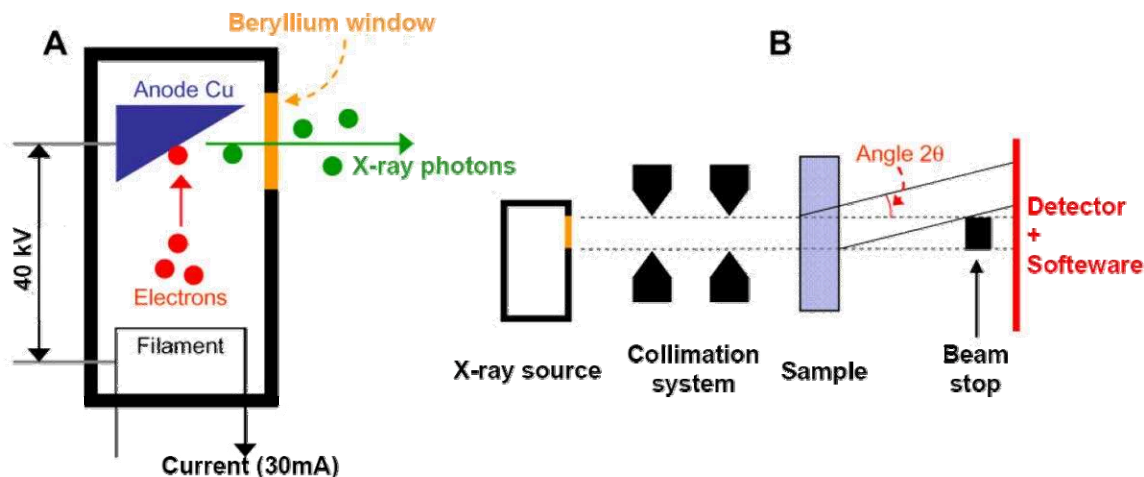 A
Beryllium window
Anode Cu
X-ray photons
40 kV
Electrons
Filament
Current (30mA)
B
Angle 2θ
Detector
+
Softeware
X-ray source
Collimation
system
Sample
Beam
stop